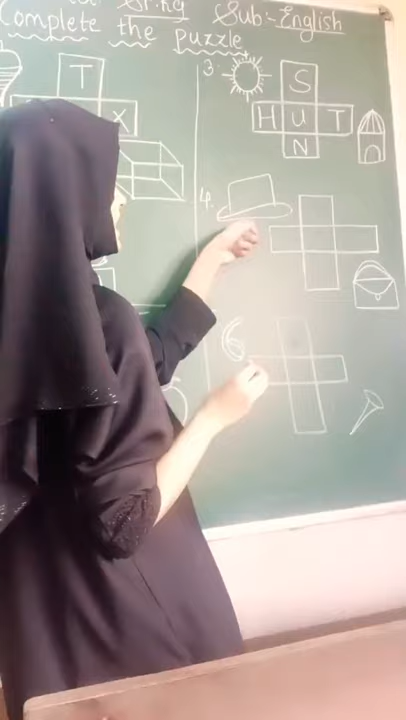 Sub:- English
Complete the puzzle
T
X
3.
S
H U T
N
4.
6